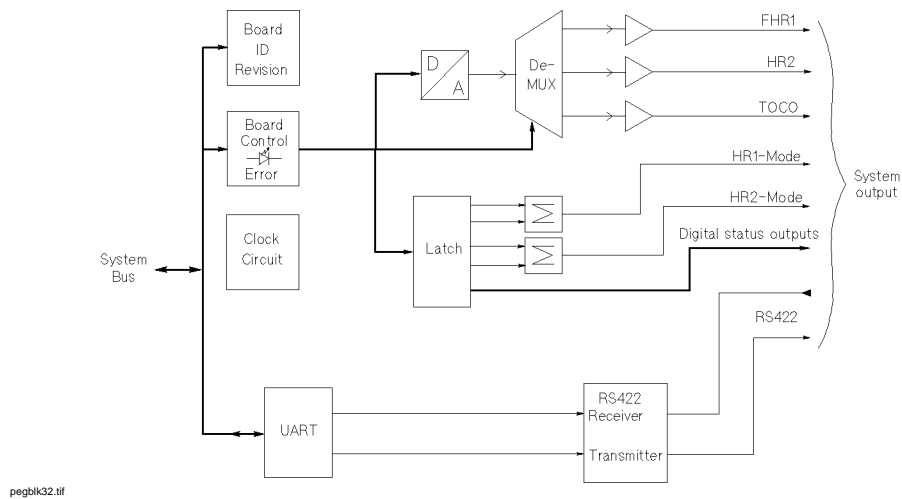 Board
ID
Revision
Board
Control
Error
Clock
Circuit
System
Bus
D
A
De-
MUX
FHR1
HR2
TOCO
HR1-Mode
HR2-Mode
Digital status outputs
System
output
Latch
Σ
Σ
RS422
UART
RS422
Receiver
Transmitter
pegblk32.tif